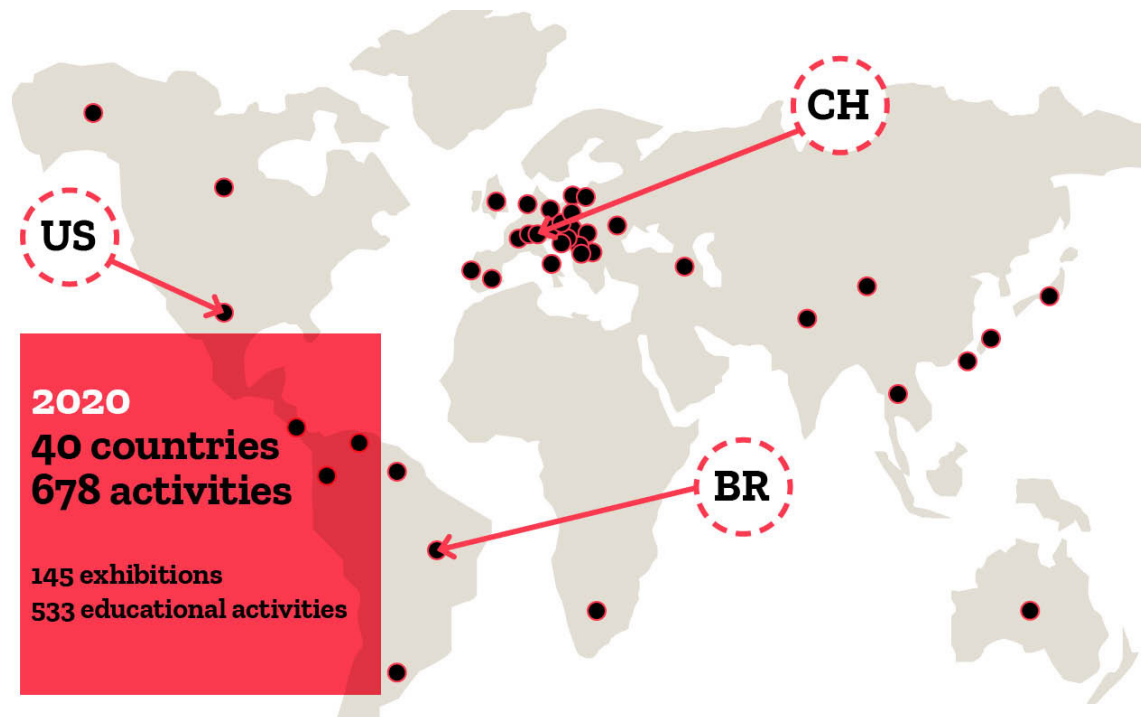 CH
US
2020
40 countries
678 activities
BR
145 exhibitions
533 educational activities